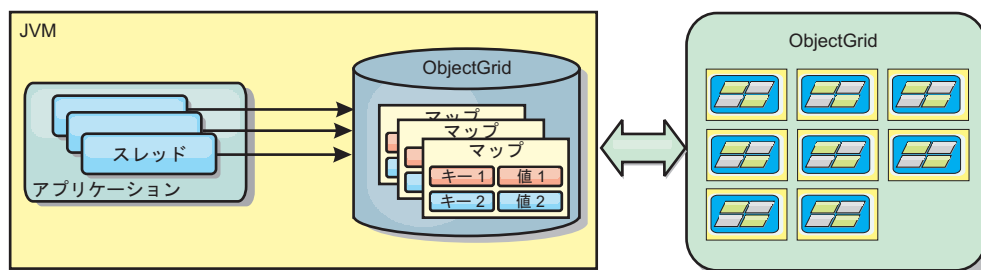 JVM
アプリケーション
スレッド
ObjectGrid
マップ
マップ
マップ
キー 1
値 1
キー 2
値 2
ObjectGrid